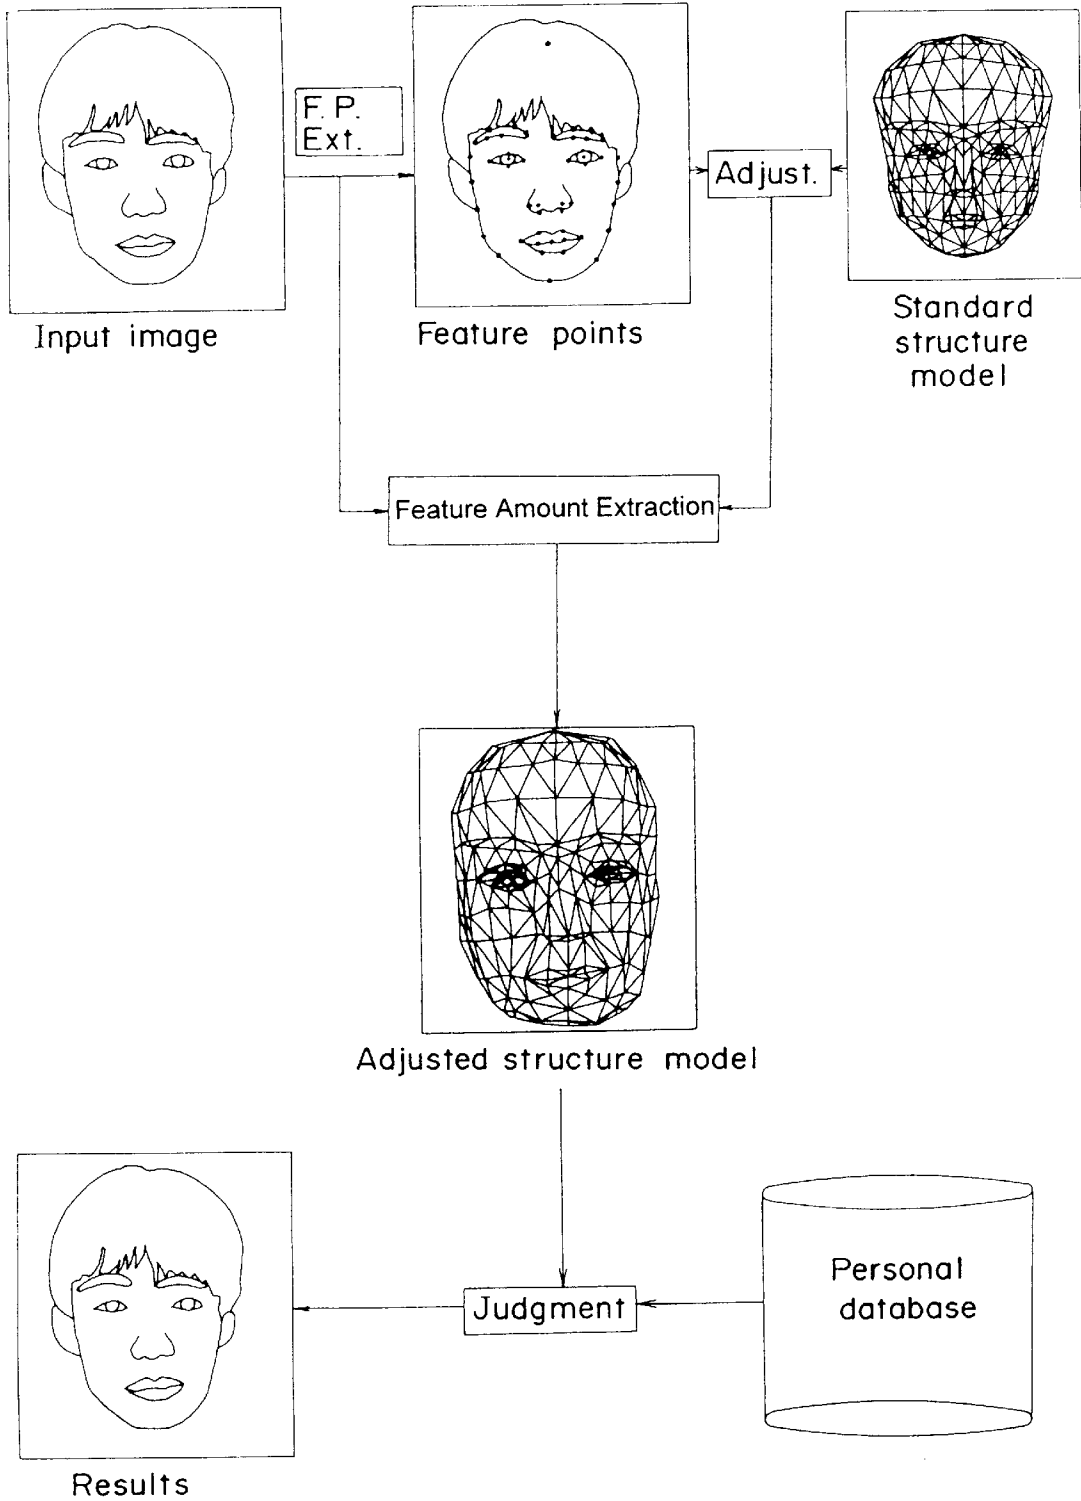 F. P.
Ext.
Adjust.
Input image
Feature points
Standard
structure
model
Feature Amount Extraction
Adjusted structure model
Judgment
Personal
database
Results